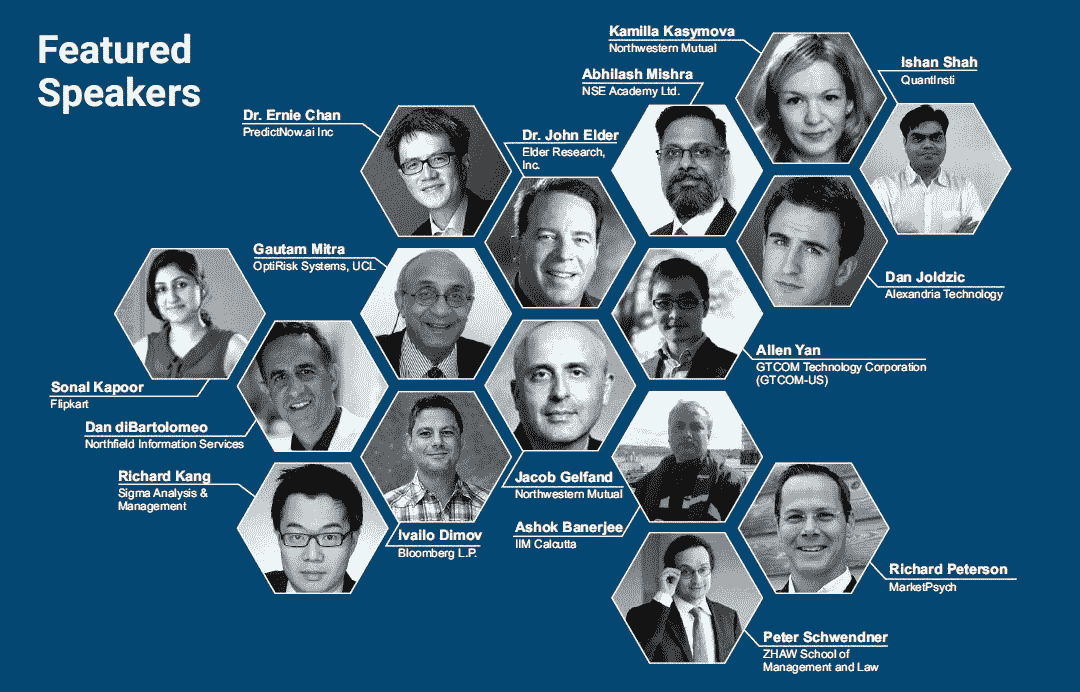 Featured
Speakers
Kamilla Kasymova
Northwestern Mutual
Ishan Shah
QuantInsti
Abhilash Mishra
NSE Academy Ltd.
Dr. Ernie Chan
PredictNow.ai Inc
Dr. John Elder
Elder Research,
Inc.
Gautam Mitra
OptiRisk Systems, UCL
Dan Joldzic
Alexandria Technology
Allen Yan
GTCOM Technology Corporation
(GTCOM-US)
Sonal Kapoor
Flipkart
Dan diBartolomeo
Northfield Information Services
Richard Kang
Sigma Analysis &
Management
Jacob Gelfand
Northwestern Mutual
Ivailo Dimov
Bloomberg L.P.
Ashok Banerjee
IIM Calcutta
Richard Peterson
MarketPsych
Peter Schwendner
ZHAW School of
Management and Law